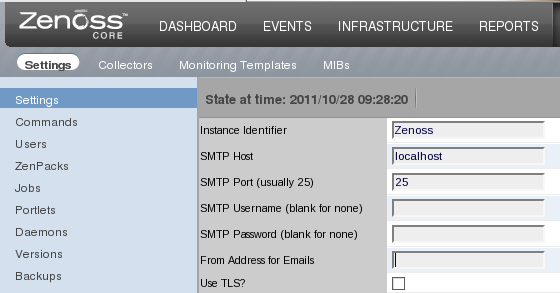 Zenoss™
CORE
DASHBOARD EVENTS INFRASTRUCTURE REPORTS
Settings Collectors Monitoring Templates MIBs
Settings
Commands
Users
ZenPacks
Jobs
Portlets
Daemons
Versions
Backups
State at time: 2011/10/28 09:28:20
Instance Identifier Zenoss
SMTP Host localhost
SMTP Port (usually 25) 25
SMTP Username (blank for none)
SMTP Password (blank for none)
From Address for Emails
Use TLS?